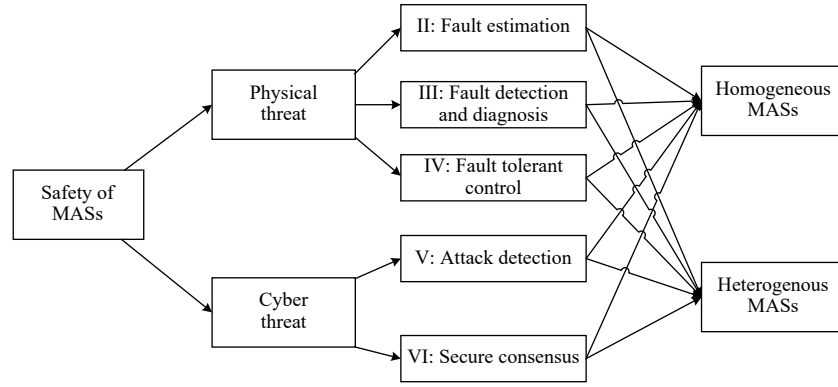 Safety of
MASs
Physical
threat
Cyber
threat
II: Fault estimation
III: Fault detection
and diagnosis
IV: Fault tolerant
control
V: Attack detection
VI: Secure consensus
Homogeneous
MASs
Heterogenous
MASs